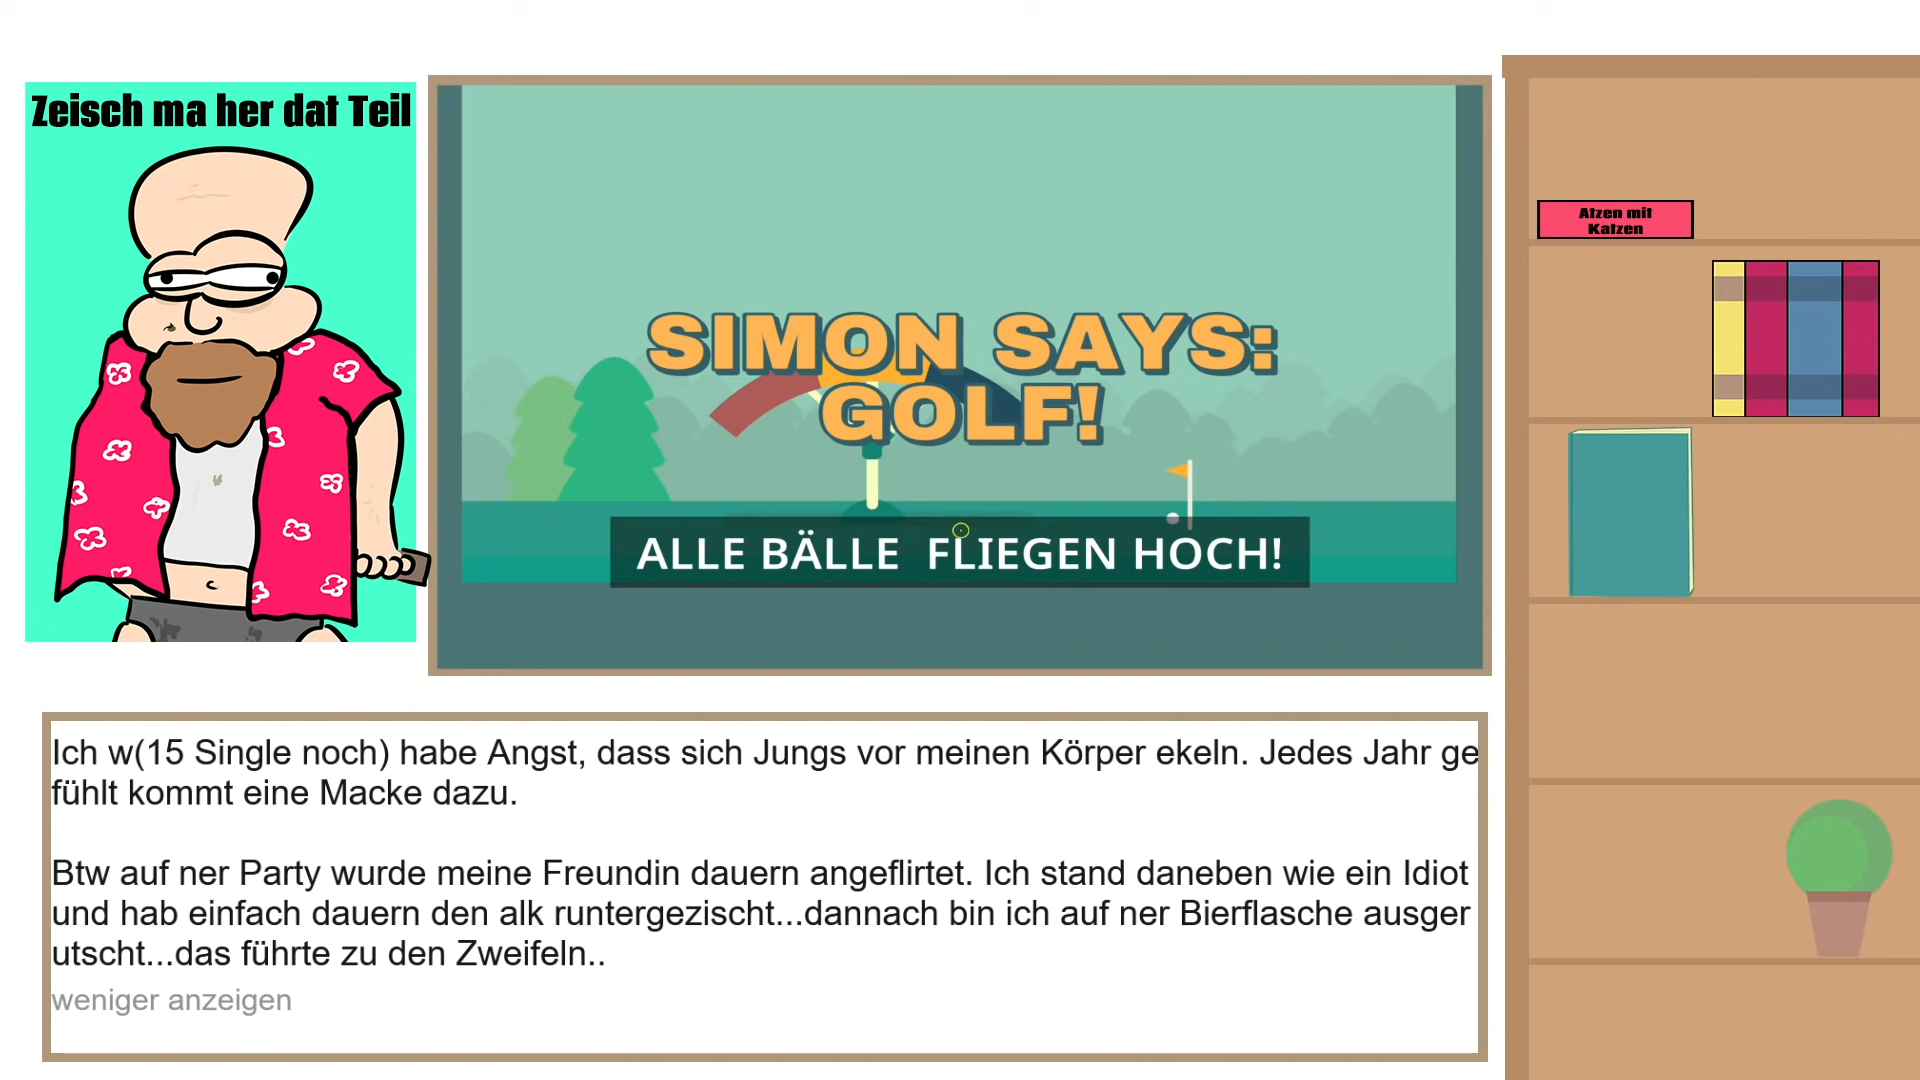 Zeisch ma her dat Teil
SIMON SAYS:
GOLF!
ALLE BÄLLE FLIEGEN HOCH!
Atzen mit
Katzen
Ich w(15 Single noch) habe Angst, dass sich Jungs vor meinen Körper ekeln. Jedes Jahr ge
fühlt kommt eine Macke dazu.
Btw auf ner Party wurde meine Freundin dauern angeflirtet. Ich stand daneben wie ein Idiot
und hab einfach dauern den alk runtergezischt...dannach bin ich auf ner Bierflasche ausger
utscht...das führte zu den Zweifeln..
weniger anzeigen